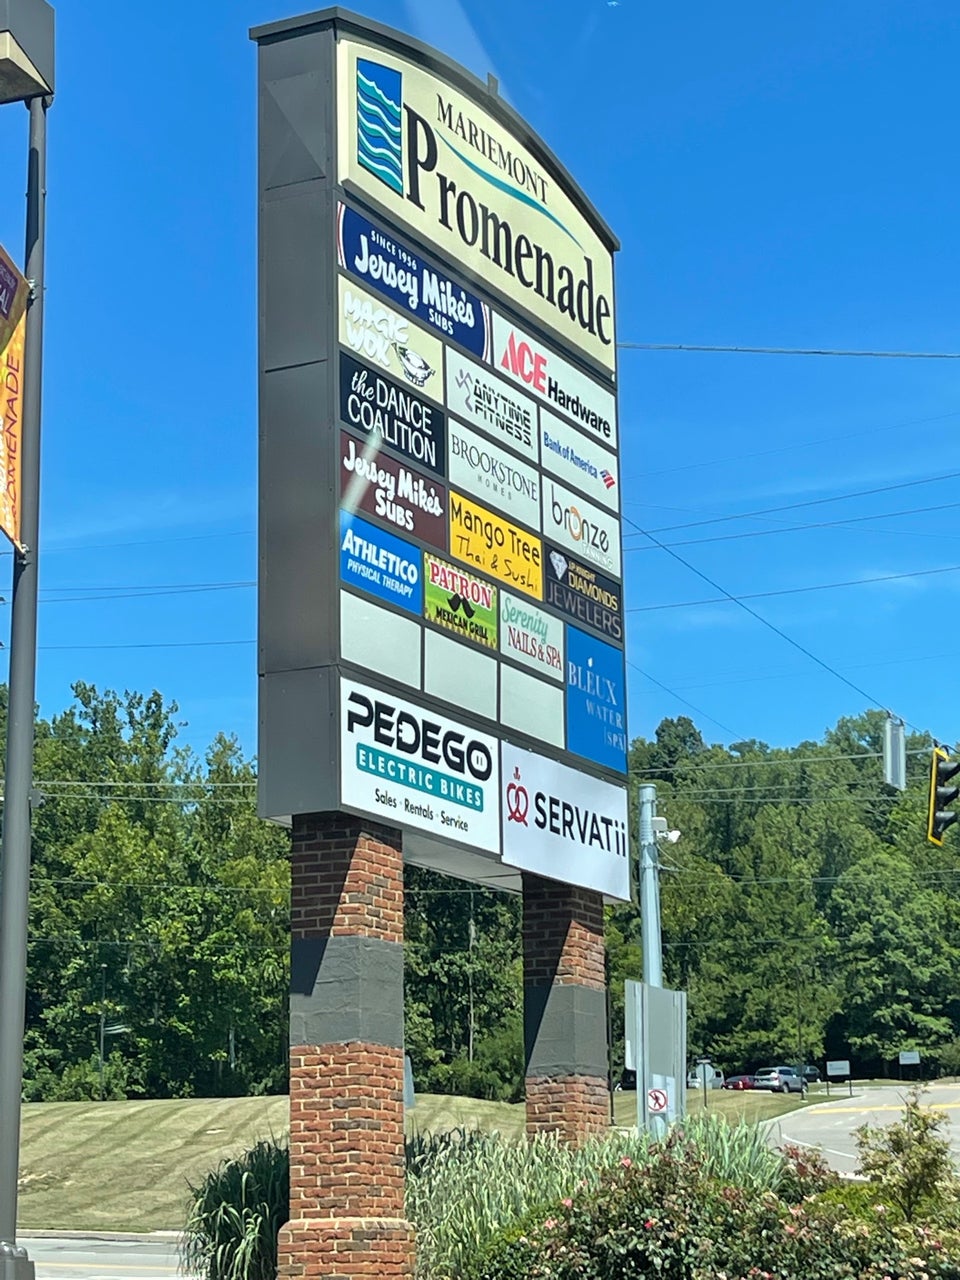 MARIEMONT
Promenade
SINCE 1956
Jersey Mike's
SUBS
ACE
Hardware
MAGIC
WOK
ANYTIME
FITNESS
Bank of America
the DANCE
COALITION
BROOKSTONE
HOMES
bronze
TANNING
Jersey Mike's
SUBS
Mango Tree
Thai & Sushi
DIAMONDS
JEWELERS
ATHLETICO
PHYSICAL THERAPY
PATRON
MEXICAN GRILL
Serenity
NAILS & SPA
BLEUX
WATER
SPA
PEDEGO
ELECTRIC BIKES
Sales · Rentals · Service
SERVATii
PROMENADE